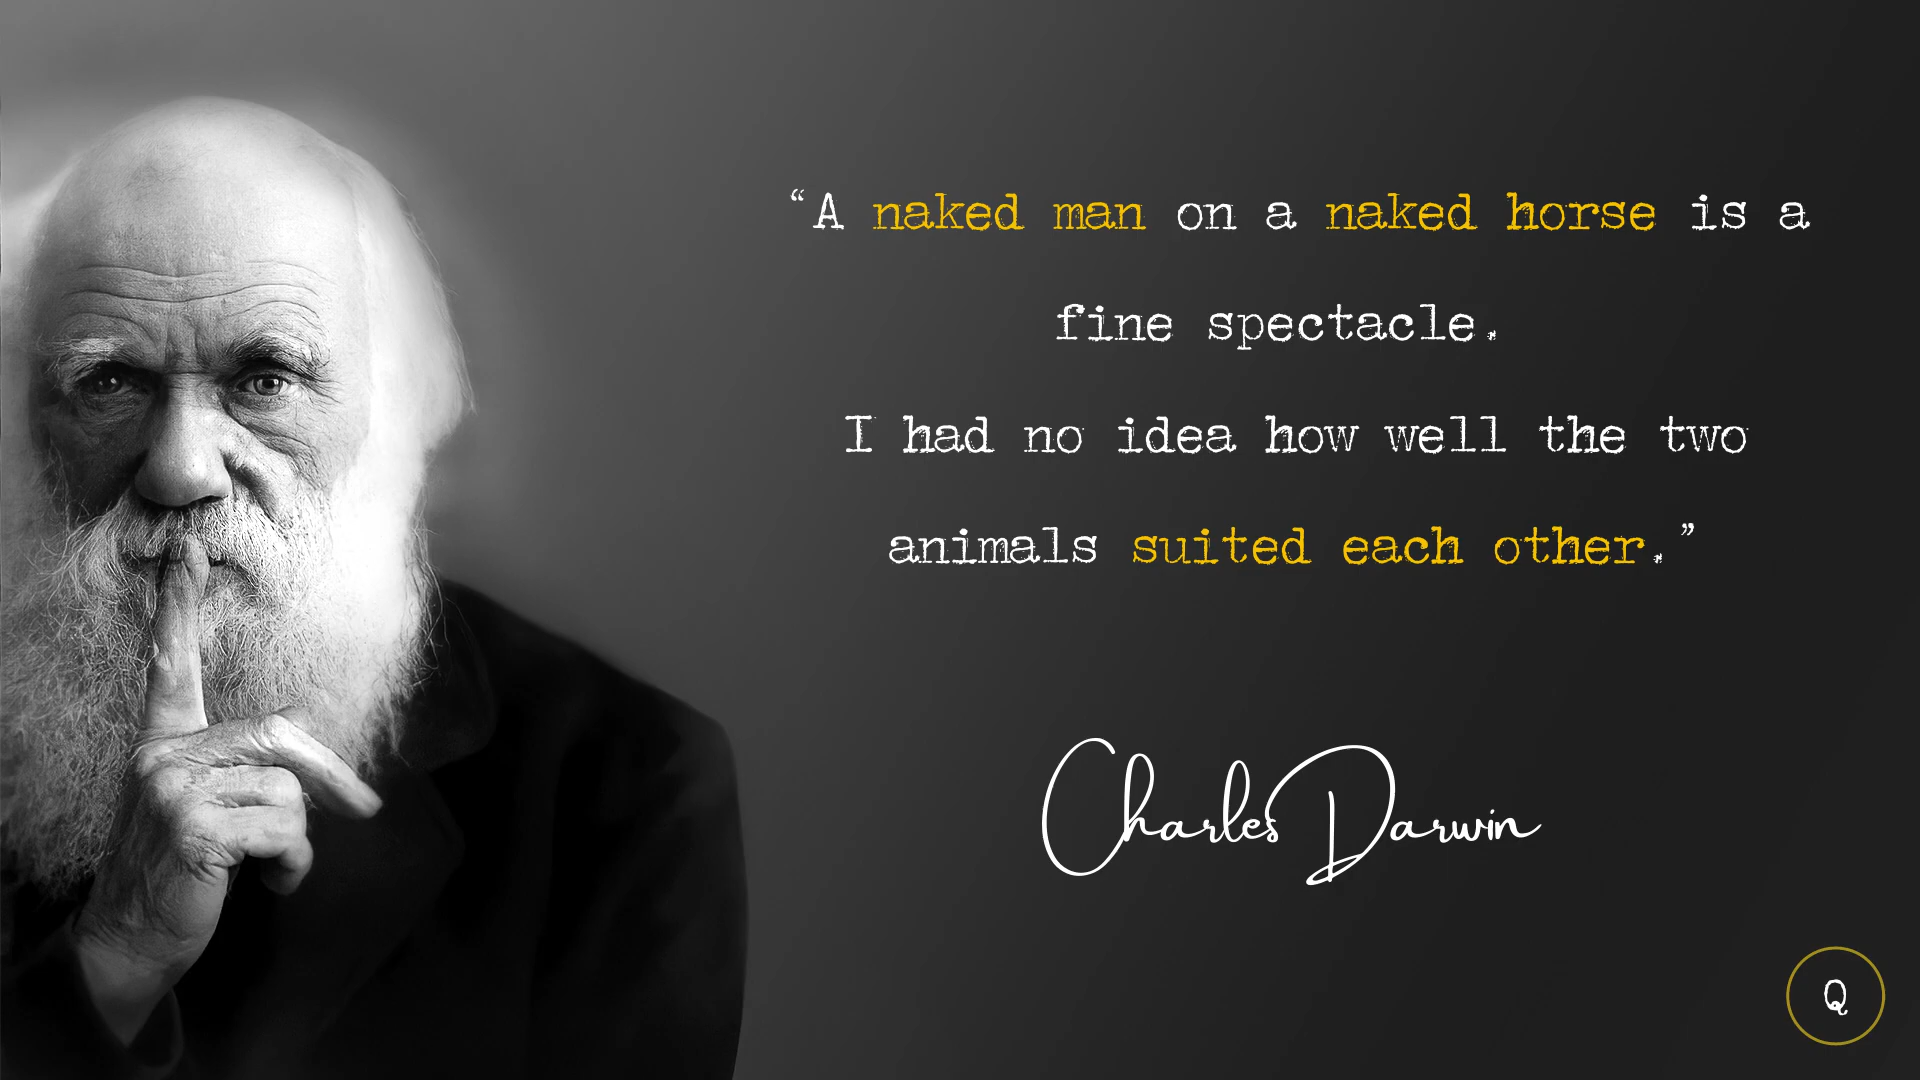 “A naked man on a naked horse is a
fine spectacle.
I had no idea how well the two
animals suited each other.”
Charles Darwin
Q